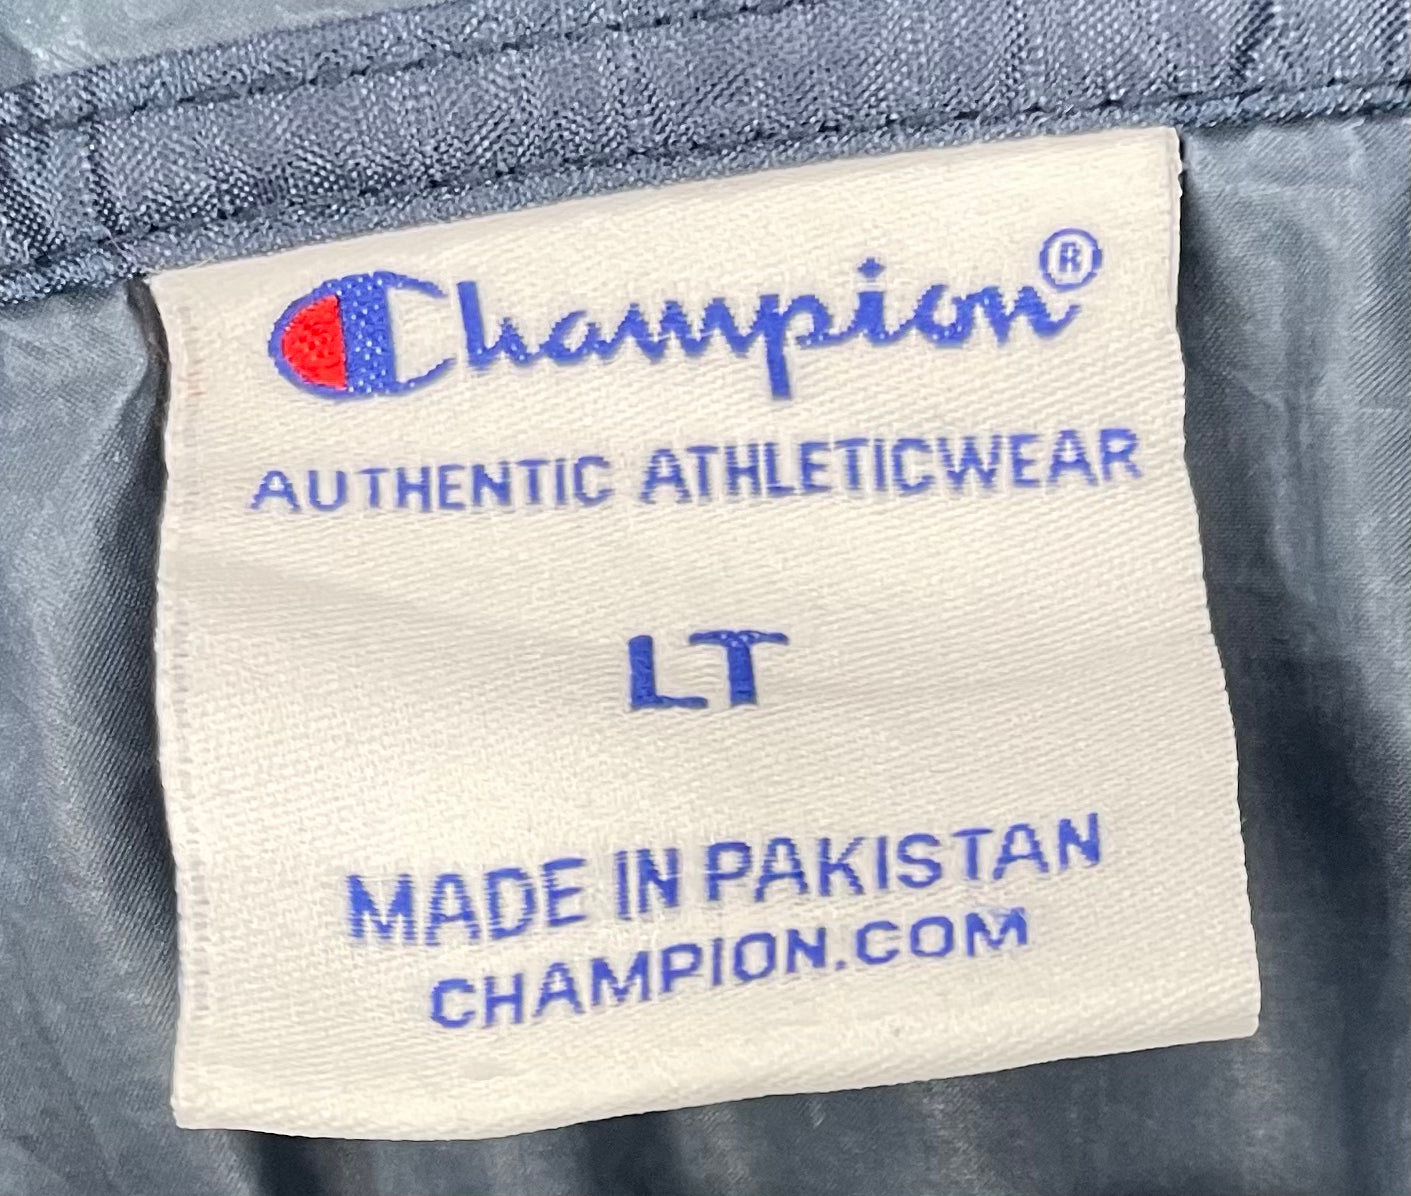 Champion®
AUTHENTIC ATHLETICWEAR
LT
MADE IN PAKISTAN
CHAMPION.COM